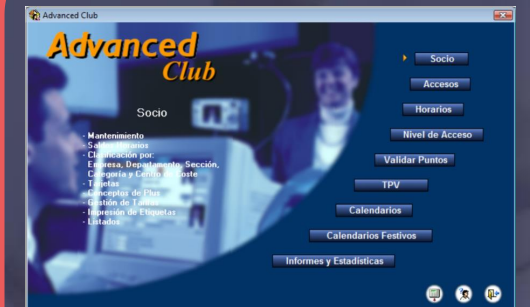 Advanced Club
Advanced
Club
Socio
- Mantenimiento
- Saldos Horarios
- Clasificación por:
Empresa, Departamento, Sección,
Categoría y Centro de Coste
- Tarjetas
- Conceptos de Plus
- Gestión de Tareas
- Impresión de Etiquetas
- Listados
Socio
Accesos
Horarios
Nivel de Acceso
Validar Puntos
TPV
Calendarios
Calendarios Festivos
Informes y Estadísticas